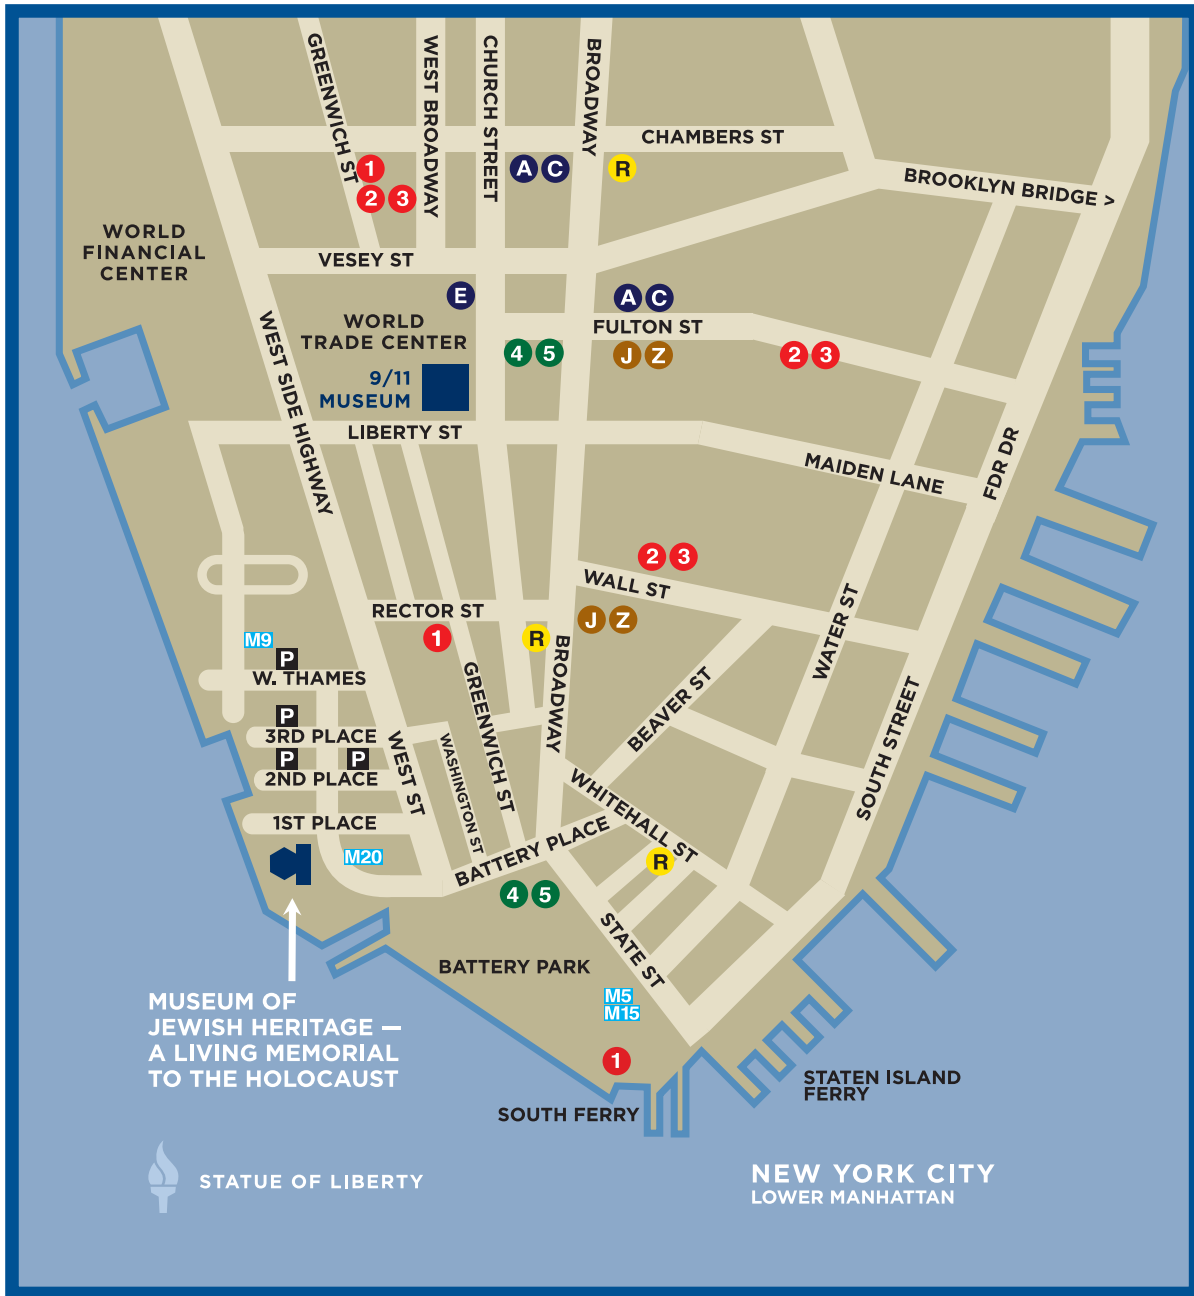 GREENWICH ST
WEST BROADWAY
CHURCH STREET
BROADWAY
CHAMBERS ST
1
2 3
A C
R
BROOKLYN BRIDGE >
WORLD
FINANCIAL
CENTER
VESEY ST
E
A C
WORLD
TRADE CENTER
FULTON ST
4 5
J Z
2 3
9/11
MUSEUM
WEST SIDE HIGHWAY
LIBERTY ST
MAIDEN LANE
FDR DR
2 3
WALL ST
RECTOR ST
1
R
J Z
WATER ST
M9
P
W. THAMES
BROADWAY
GREENWICH ST
BEAVER ST
SOUTH STREET
P
3RD PLACE
P P
2ND PLACE
WEST ST
WASHINGTON ST
WHITEHALL ST
1ST PLACE
M20
BATTERY PLACE
R
4 5
STATE ST
BATTERY PARK
M5
M15
MUSEUM OF
JEWISH HERITAGE —
A LIVING MEMORIAL
TO THE HOLOCAUST
1
STATEN ISLAND
FERRY
SOUTH FERRY
STATUE OF LIBERTY
NEW YORK CITY
LOWER MANHATTAN